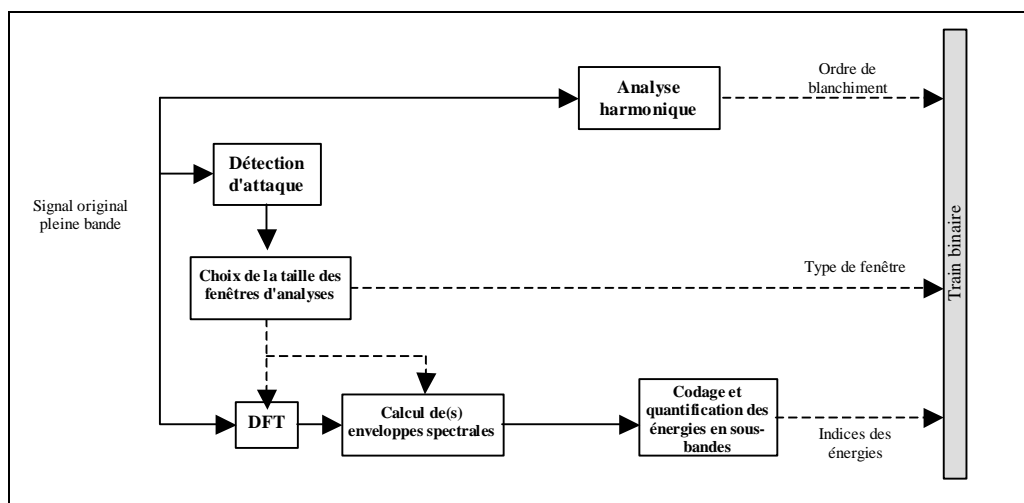 Analyse
harmonique
Ordre de
blanchiment
Détection
d'attaque
Signal original
pleine bande
Choix de la taille des
fenêtres d'analyses
Type de fenêtre
Train binaire
DFT
Calcul de(s)
enveloppes spectrales
Codage et
quantification des
énergies en sous-
bandes
Indices des
énergies